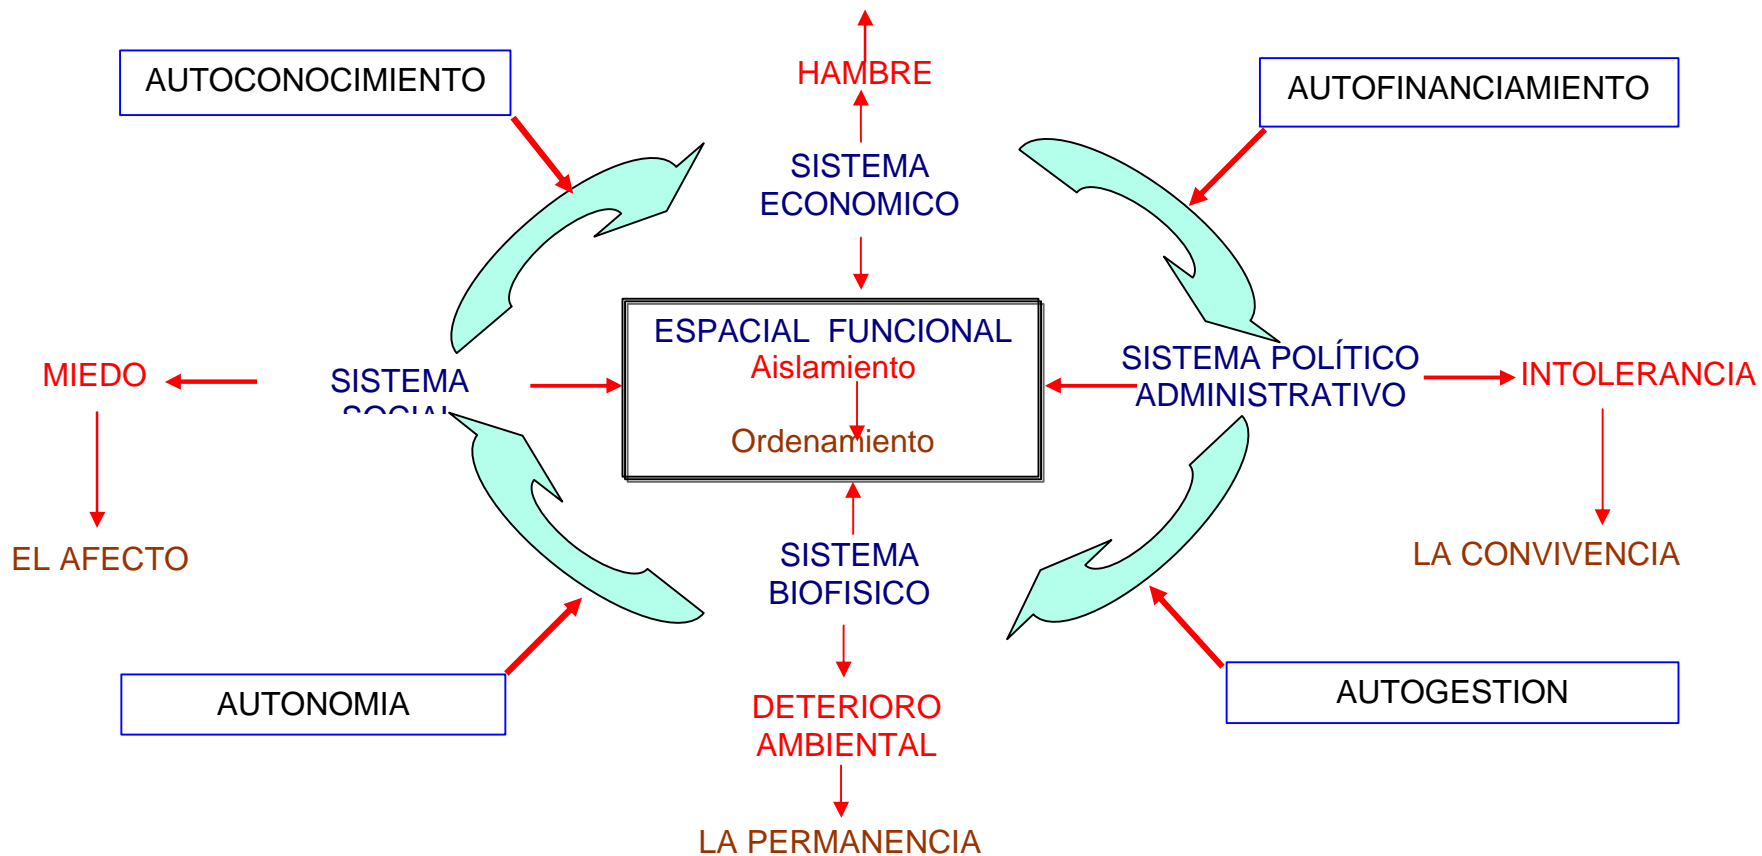 HAMBRE
AUTOCONOCIMIENTO
AUTOFINANCIAMIENTO
SISTEMA
ECONOMICO
ESPACIAL FUNCIONAL
Aislamiento
Ordenamiento
MIEDO
SISTEMA
SOCIAL
SISTEMA POLÍTICO
ADMINISTRATIVO
INTOLERANCIA
EL AFECTO
SISTEMA
BIOFISICO
LA CONVIVENCIA
AUTONOMIA
DETERIORO
AMBIENTAL
AUTOGESTION
LA PERMANENCIA